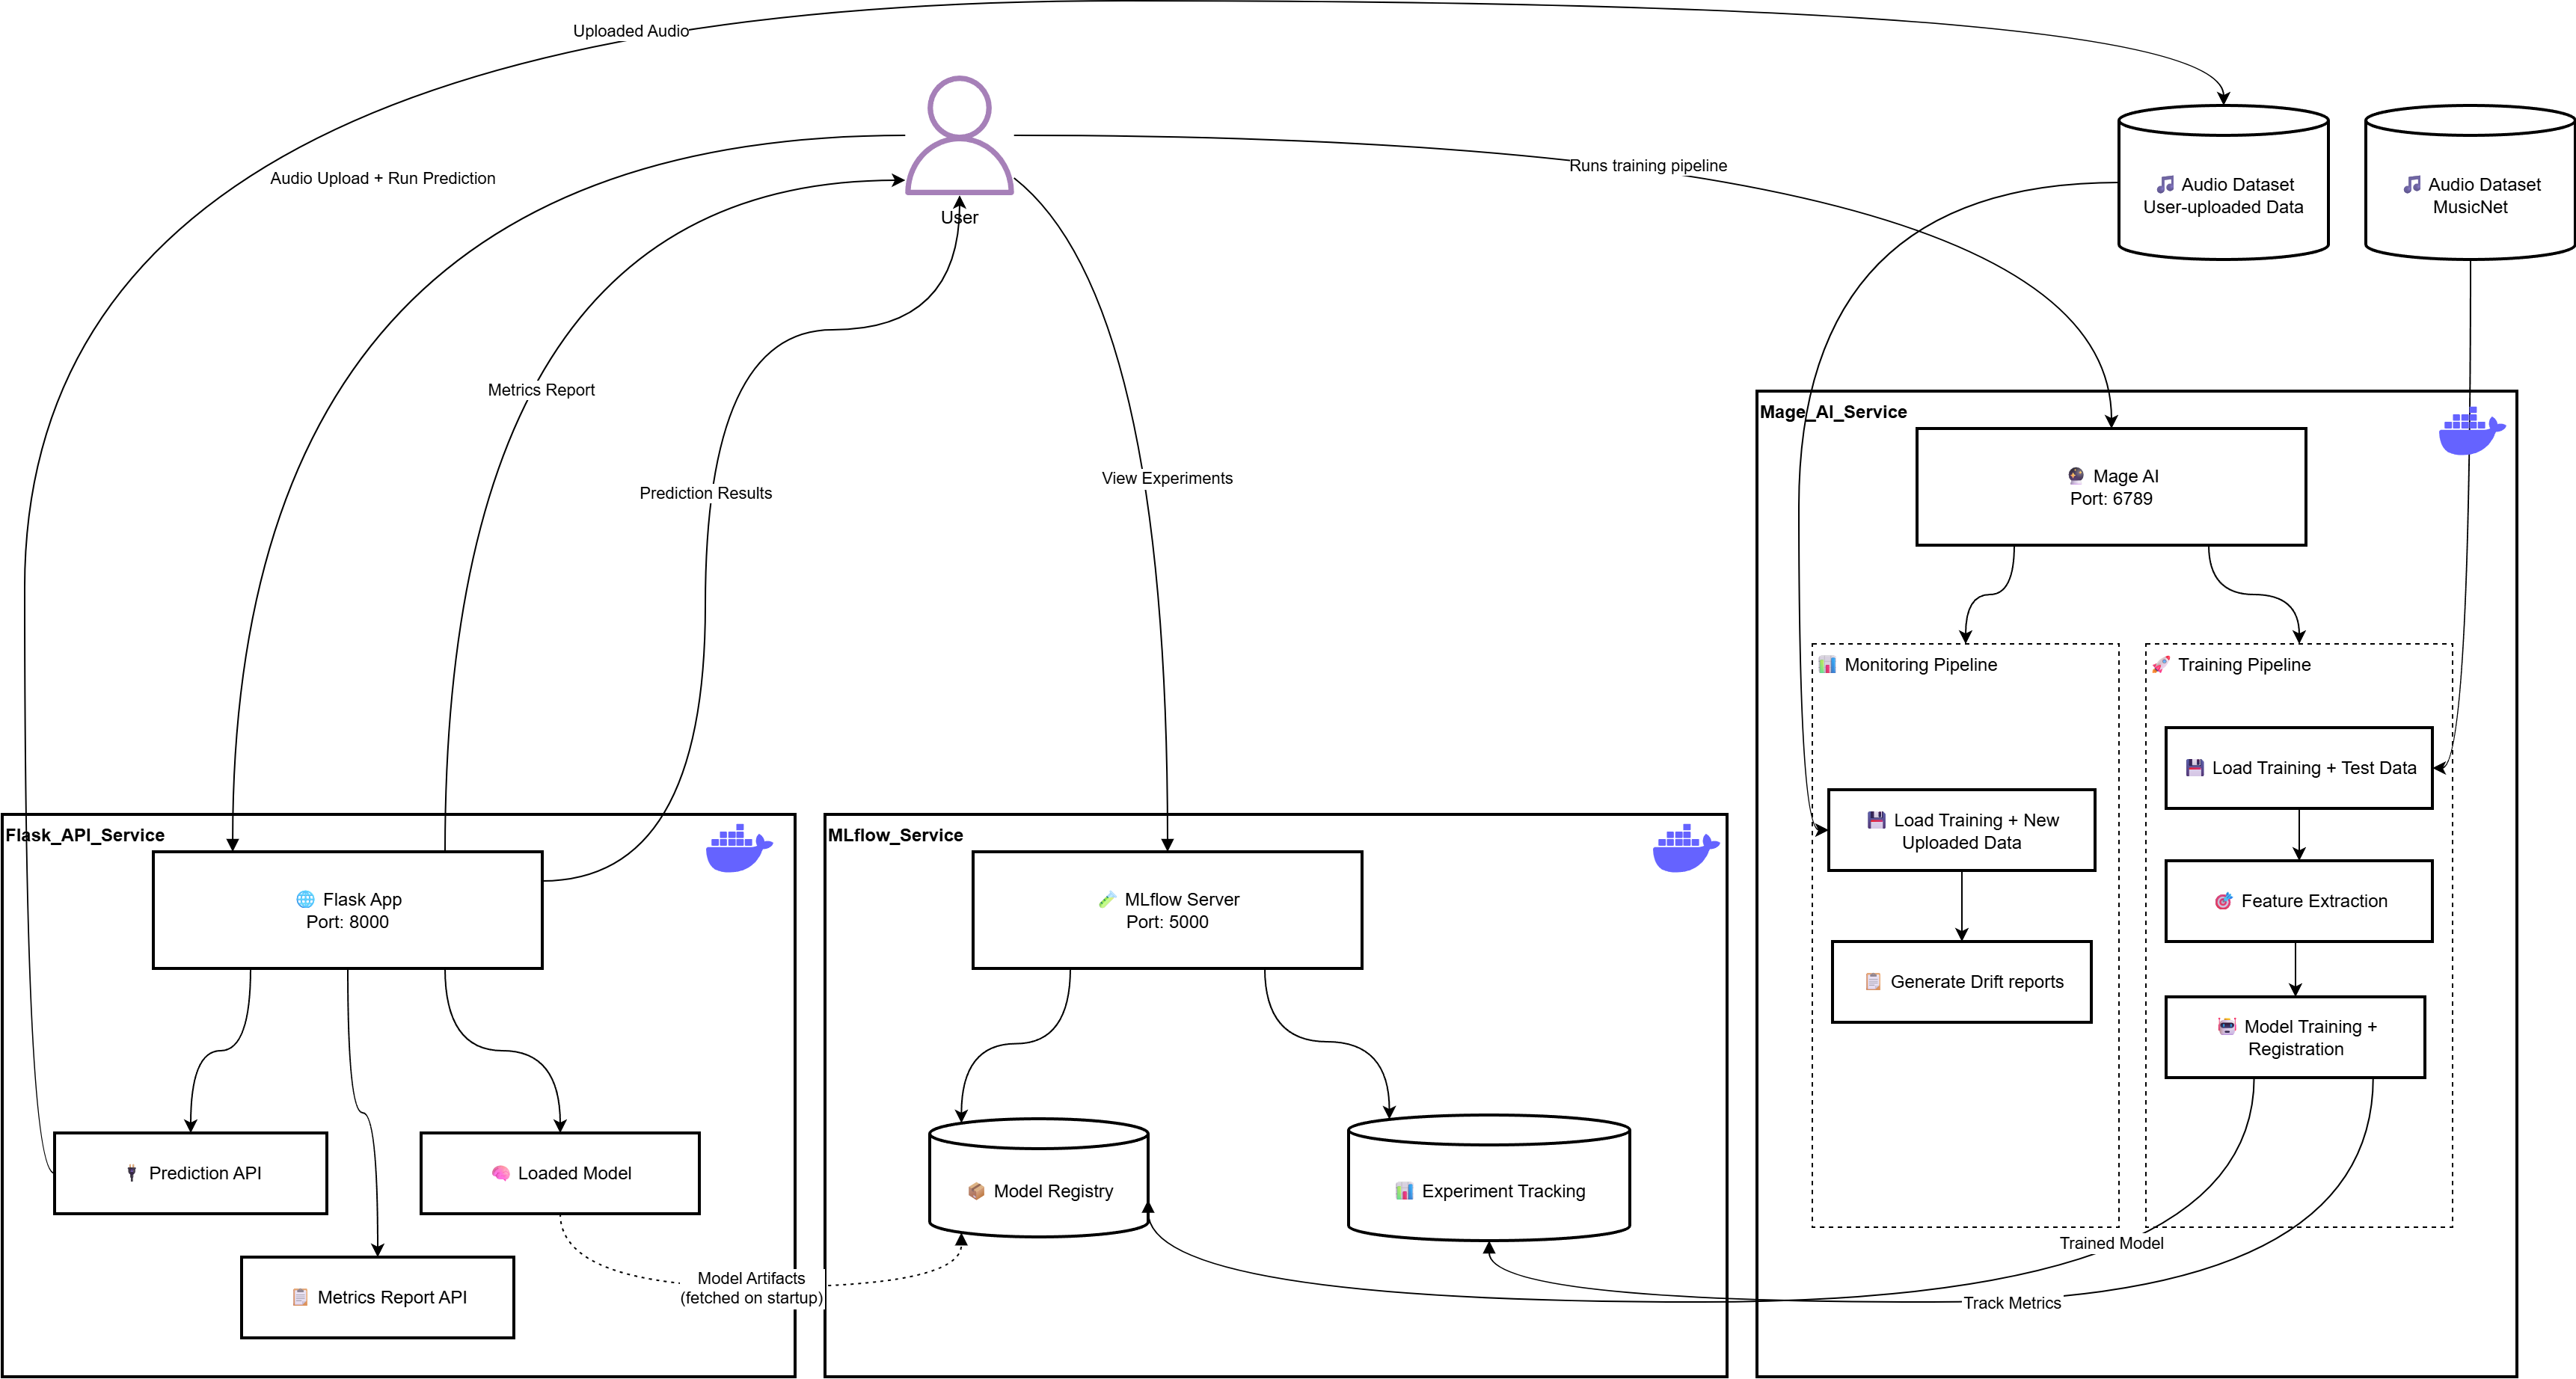 Uploaded Audio
Audio Upload + Run Prediction
User
Runs training pipeline
Audio Dataset
User-uploaded Data
Audio Dataset
MusicNet
Metrics Report
Prediction Results
View Experiments
Mage_AI_Service
Mage AI
Port: 6789
Monitoring Pipeline
Training Pipeline
Load Training + Test Data
Load Training + New
Uploaded Data
Feature Extraction
Generate Drift reports
Model Training +
Registration
Flask_API_Service
Flask App
Port: 8000
Prediction API
Loaded Model
Metrics Report API
Model Artifacts
(fetched on startup)
MLflow_Service
MLflow Server
Port: 5000
Model Registry
Experiment Tracking
Trained Model
Track Metrics